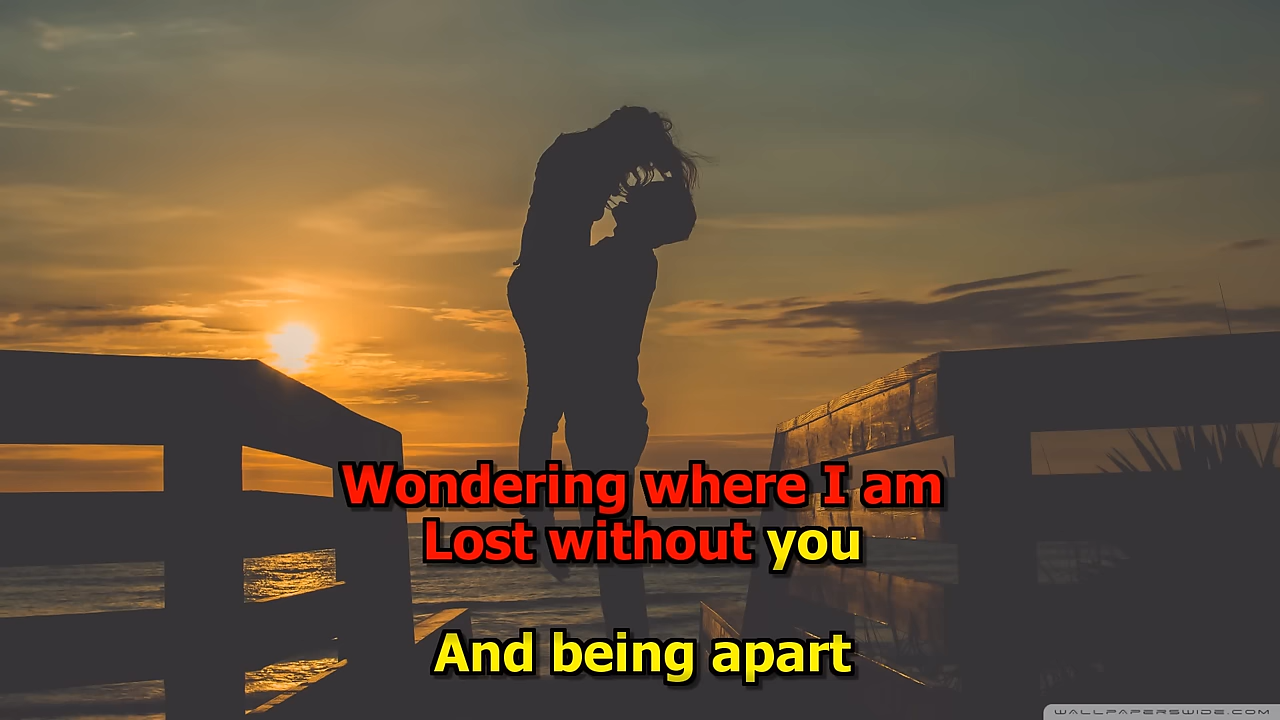 Wondering where I am
Lost without you
And being apart
WALLPAPERSWIDE.COM